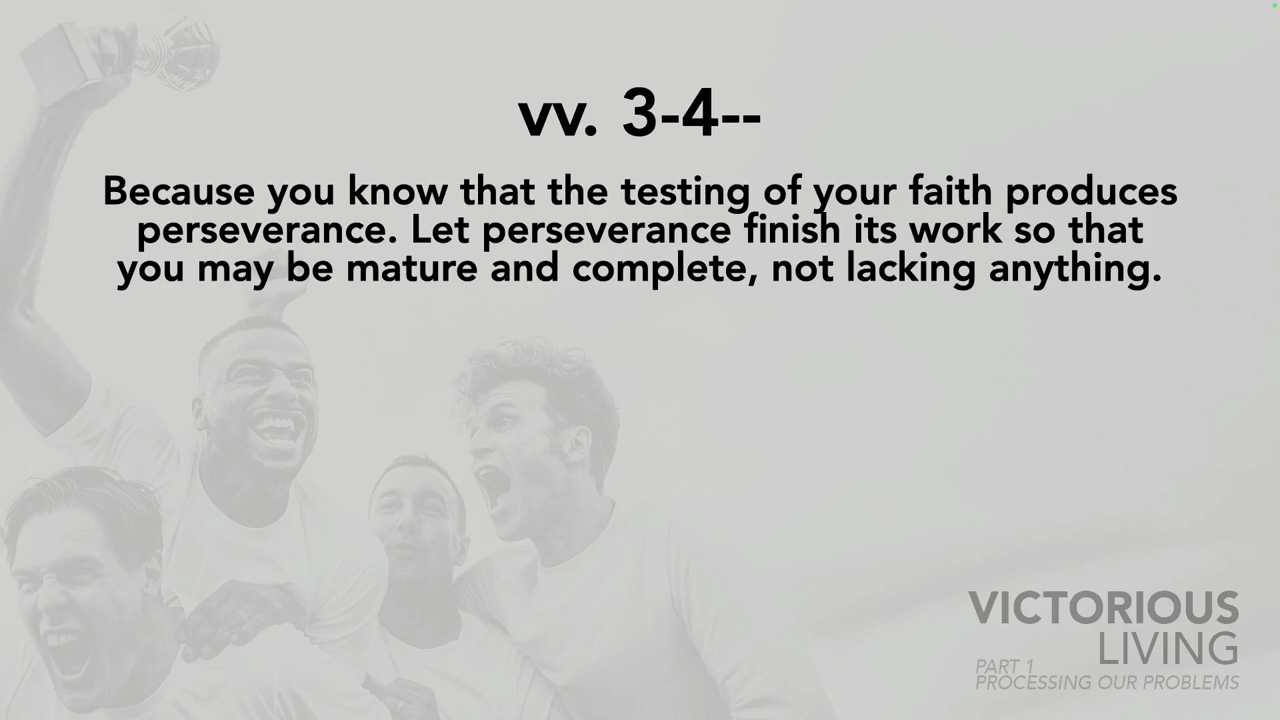 vv. 3-4--
Because you know that the testing of your faith produces
perseverance. Let perseverance finish its work so that
you may be mature and complete, not lacking anything.
VICTORIOUS
LIVING
PART 1
PROCESSING OUR PROBLEMS